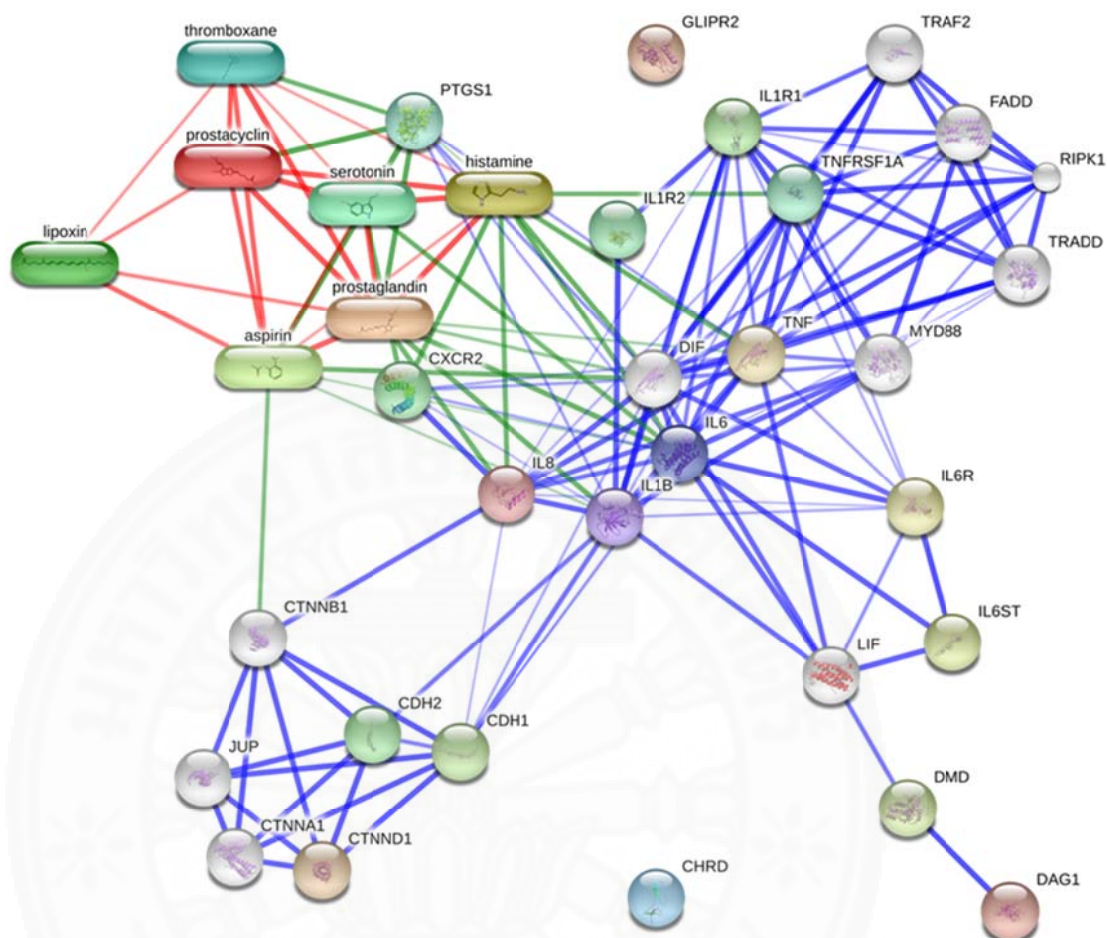 thromboxane
GLIPR2
TRAF2
PTGS1
IL1R1
FADD
prostacyclin
serotonin
histamine
TNFRSF1A
RIPK1
IL1R2
lipoxin
TRADD
prostaglandin
aspirin
CXCR2
DIF
TNF
MYD88
IL6
IL8
IL1B
IL6R
CTNNB1
IL6ST
LIF
CDH2
CDH1
JUP
DMD
CTNNA1
CTNND1
CHRD
DAG1